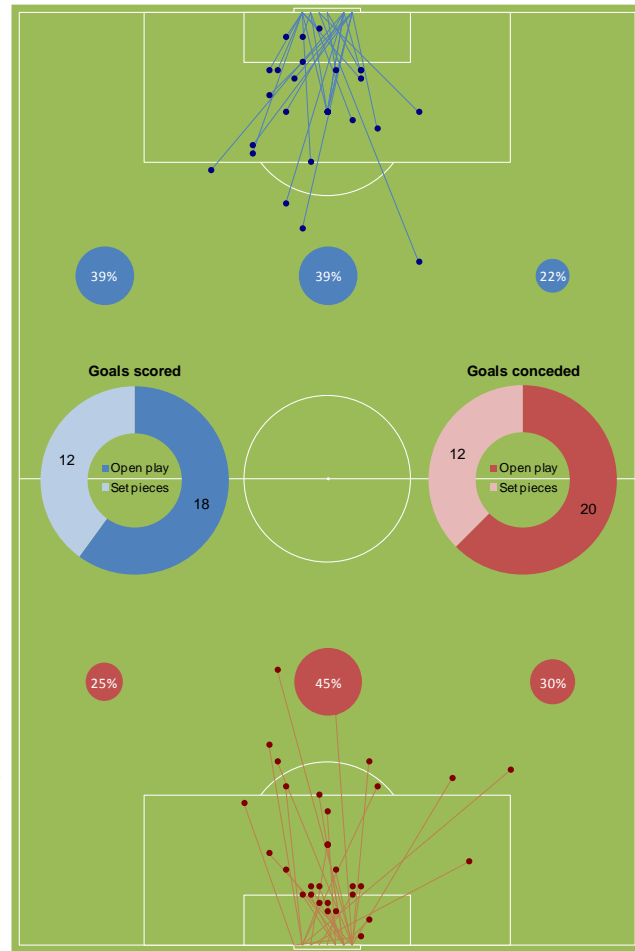 39%
39%
22%
Goals scored
Goals conceded
12
Open play
Set pieces
18
12
Open play
Set pieces
20
25%
45%
30%